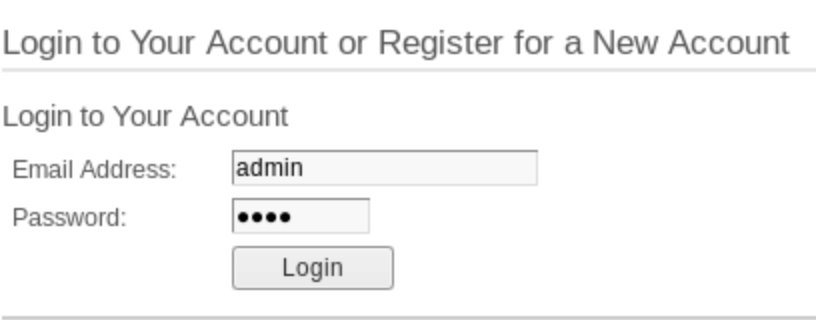 Login to Your Account or Register for a New Account
Login to Your Account
Email Address: admin
Password: ●●●●
Login